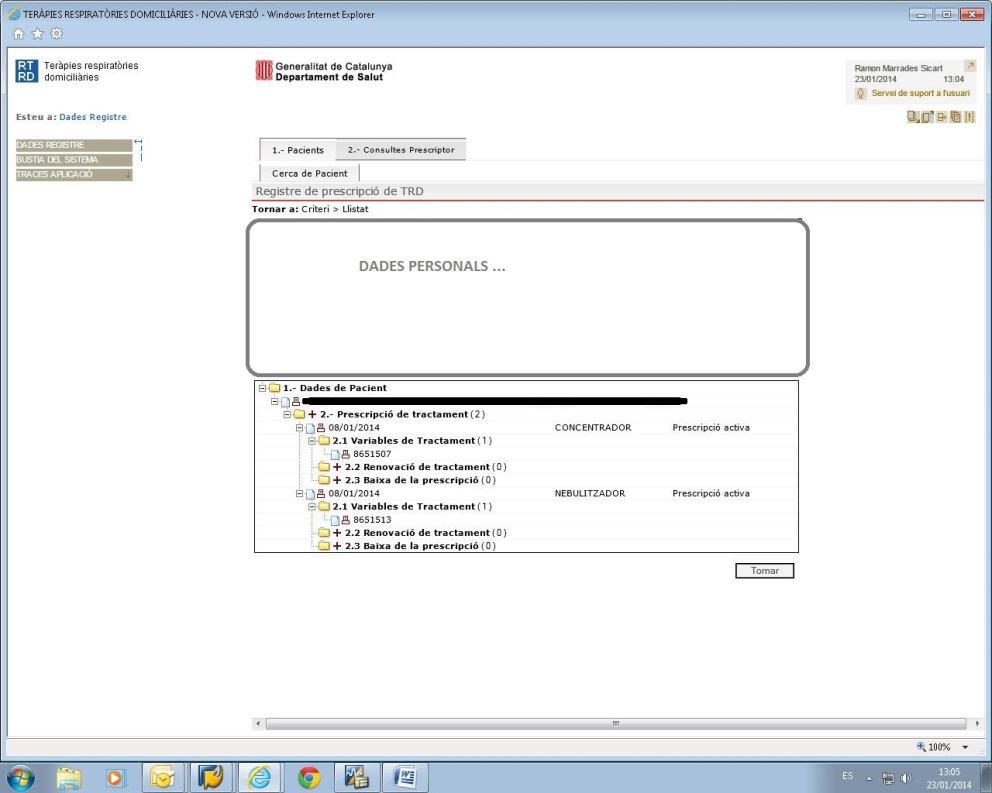 TERÀPIES RESPIRATÒRIES DOMICILIÀRIES - NOVA VERSIÓ - Windows Internet Explorer
RT
RD
Teràpies respiratòries
domiciliàries
Generalitat de Catalunya
Departament de Salut
Ramon Marrades Sicart
23/01/2014 13:04
Servei de suport a l'usuari
Esteu a: Dades Registre
DADES REGISTRE
BUSTIA DEL SISTEMA
TRACES APLICACIÓ
1.- Pacients 2.- Consultes Prescriptor
Cerca de Pacient
Registre de prescripció de TRD
Tornar a: Criteri > Llistat
DADES PERSONALS ...
1.- Dades de Pacient
2.- Prescripció de tractament (2)
08/01/2014 CONCENTRADOR Prescripció activa
2.1 Variables de Tractament (1)
8651507
2.2 Renovació de tractament (0)
2.3 Baixa de la prescripció (0)
08/01/2014 NEBULITZADOR Prescripció activa
2.1 Variables de Tractament (1)
8651513
2.2 Renovació de tractament (0)
2.3 Baixa de la prescripció (0)
Tornar
100%
ES 13:05
23/01/2014